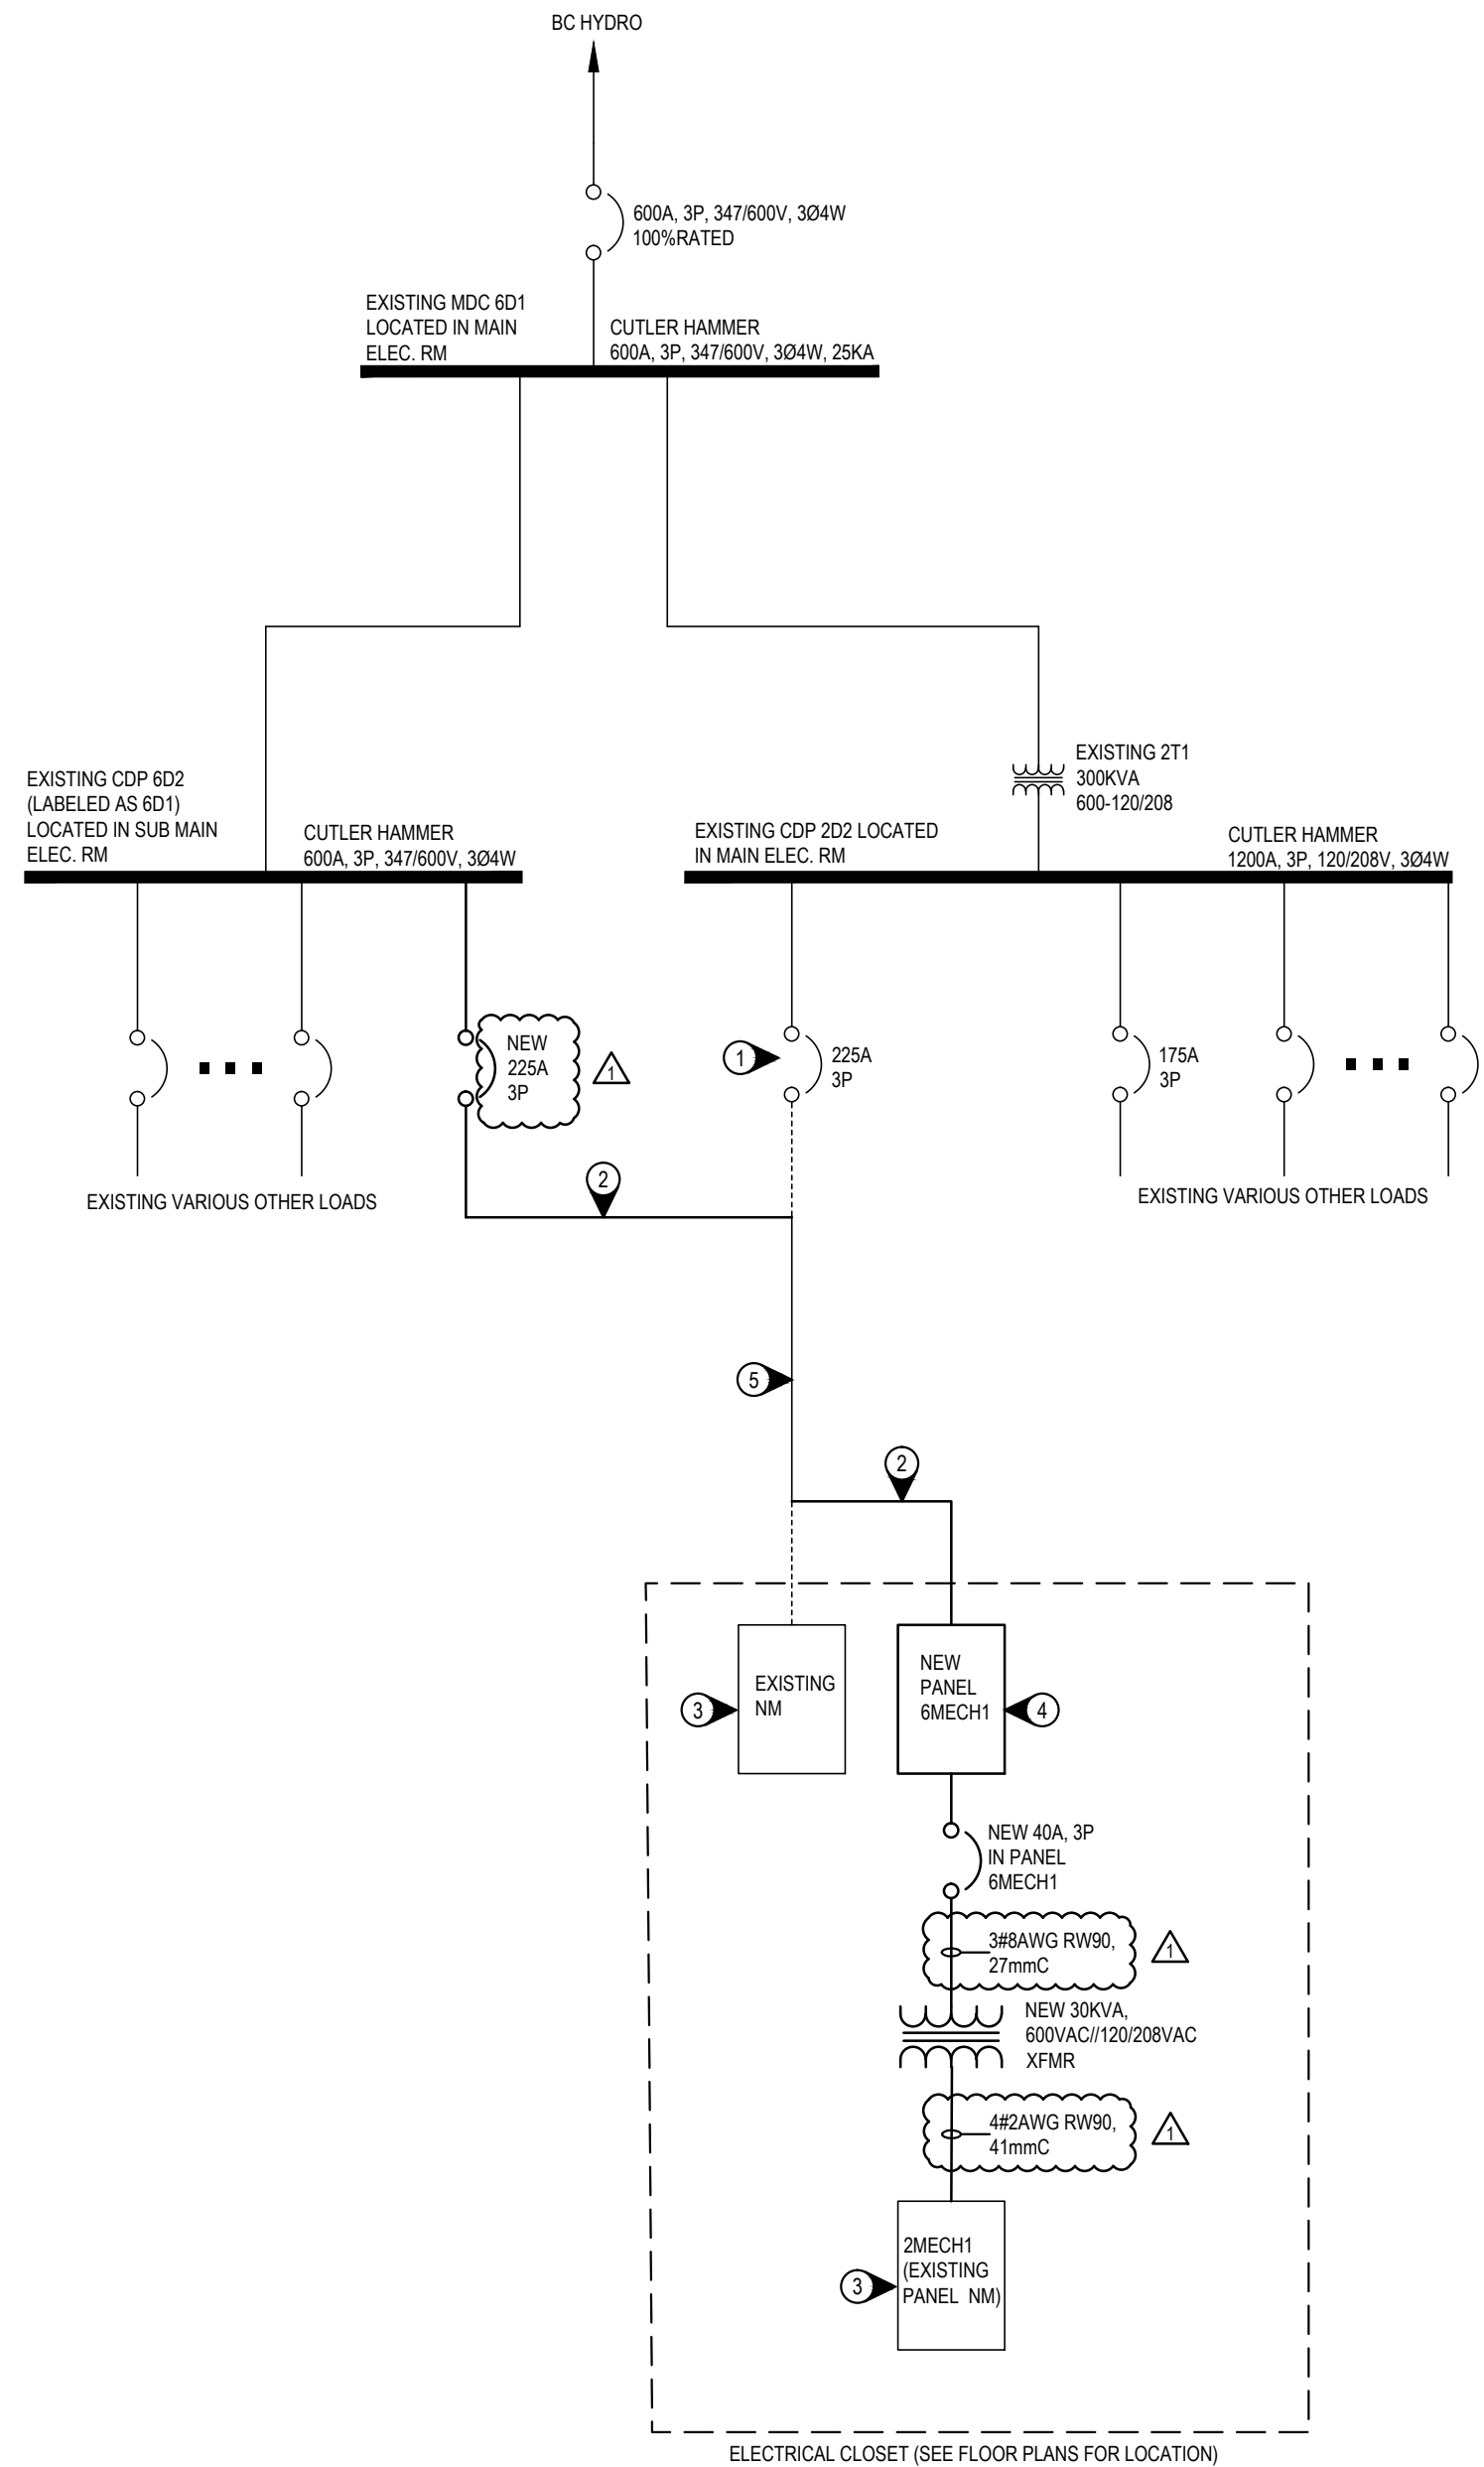 BC HYDRO
600A, 3P, 347/600V, 3Ø4W
100%RATED
EXISTING MDC 6D1
LOCATED IN MAIN
ELEC. RM
CUTLER HAMMER
600A, 3P, 347/600V, 3Ø4W, 25KA
EXISTING 2T1
300KVA
600-120/208
EXISTING CDP 6D2
(LABELED AS 6D1)
LOCATED IN SUB MAIN
ELEC. RM
CUTLER HAMMER
600A, 3P, 347/600V, 3Ø4W
EXISTING CDP 2D2 LOCATED
IN MAIN ELEC. RM
CUTLER HAMMER
1200A, 3P, 120/208V, 3Ø4W
NEW
225A
3P
1
1
225A
3P
175A
3P
2
EXISTING VARIOUS OTHER LOADS
EXISTING VARIOUS OTHER LOADS
5
2
EXISTING
NM
3
NEW
PANEL
6MECH1
4
NEW 40A, 3P
IN PANEL
6MECH1
3#8AWG RW90,
27mmC
1
NEW 30KVA,
600VAC//120/208VAC
XFMR
4#2AWG RW90,
41mmC
1
2MECH1
(EXISTING
PANEL NM)
3
ELECTRICAL CLOSET (SEE FLOOR PLANS FOR LOCATION)